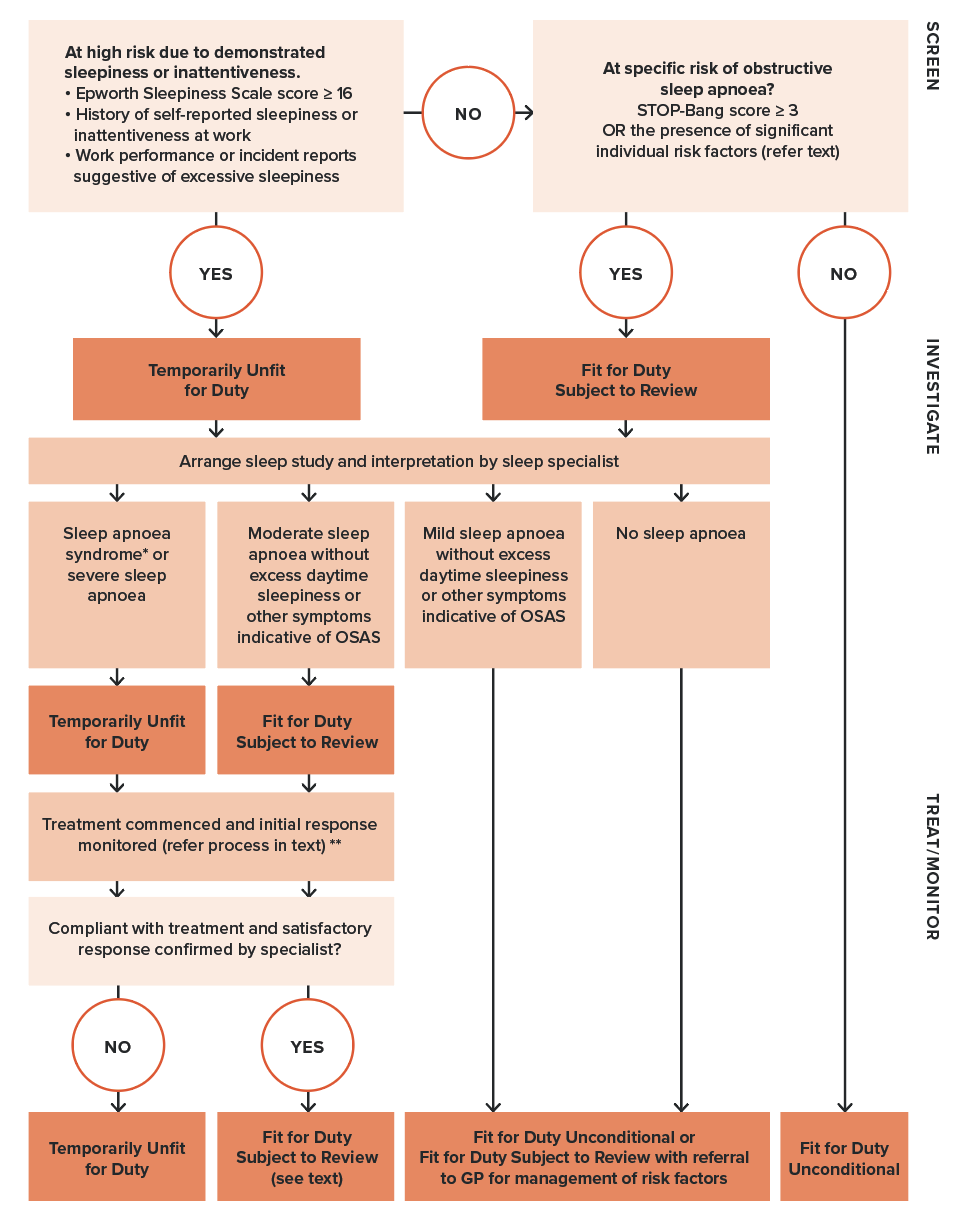 At high risk due to demonstrated
sleepiness or inattentiveness.
• Epworth Sleepiness Scale score ≥ 16
• History of self-reported sleepiness or
inattentiveness at work
• Work performance or incident reports
suggestive of excessive sleepiness
NO
At specific risk of obstructive
sleep apnoea?
STOP-Bang score ≥ 3
OR the presence of significant
individual risk factors (refer text)
SCREEN
YES
YES
NO
Temporarily Unfit
for Duty
Fit for Duty
Subject to Review
INVESTIGATE
Arrange sleep study and interpretation by sleep specialist
Sleep apnoea
syndrome* or
severe sleep
apnoea
Moderate sleep
apnoea without
excess daytime
sleepiness or
other symptoms
indicative of OSAS
Mild sleep apnoea
without excess
daytime sleepiness
or other symptoms
indicative of OSAS
No sleep apnoea
Temporarily Unfit
for Duty
Fit for Duty
Subject to Review
Treatment commenced and initial response
monitored (refer process in text) **
TREAT/MONITOR
Compliant with treatment and satisfactory
response confirmed by specialist?
NO
YES
Temporarily Unfit
for Duty
Fit for Duty
Subject to Review
(see text)
Fit for Duty Unconditional or
Fit for Duty Subject to Review with referral
to GP for management of risk factors
Fit for Duty
Unconditional